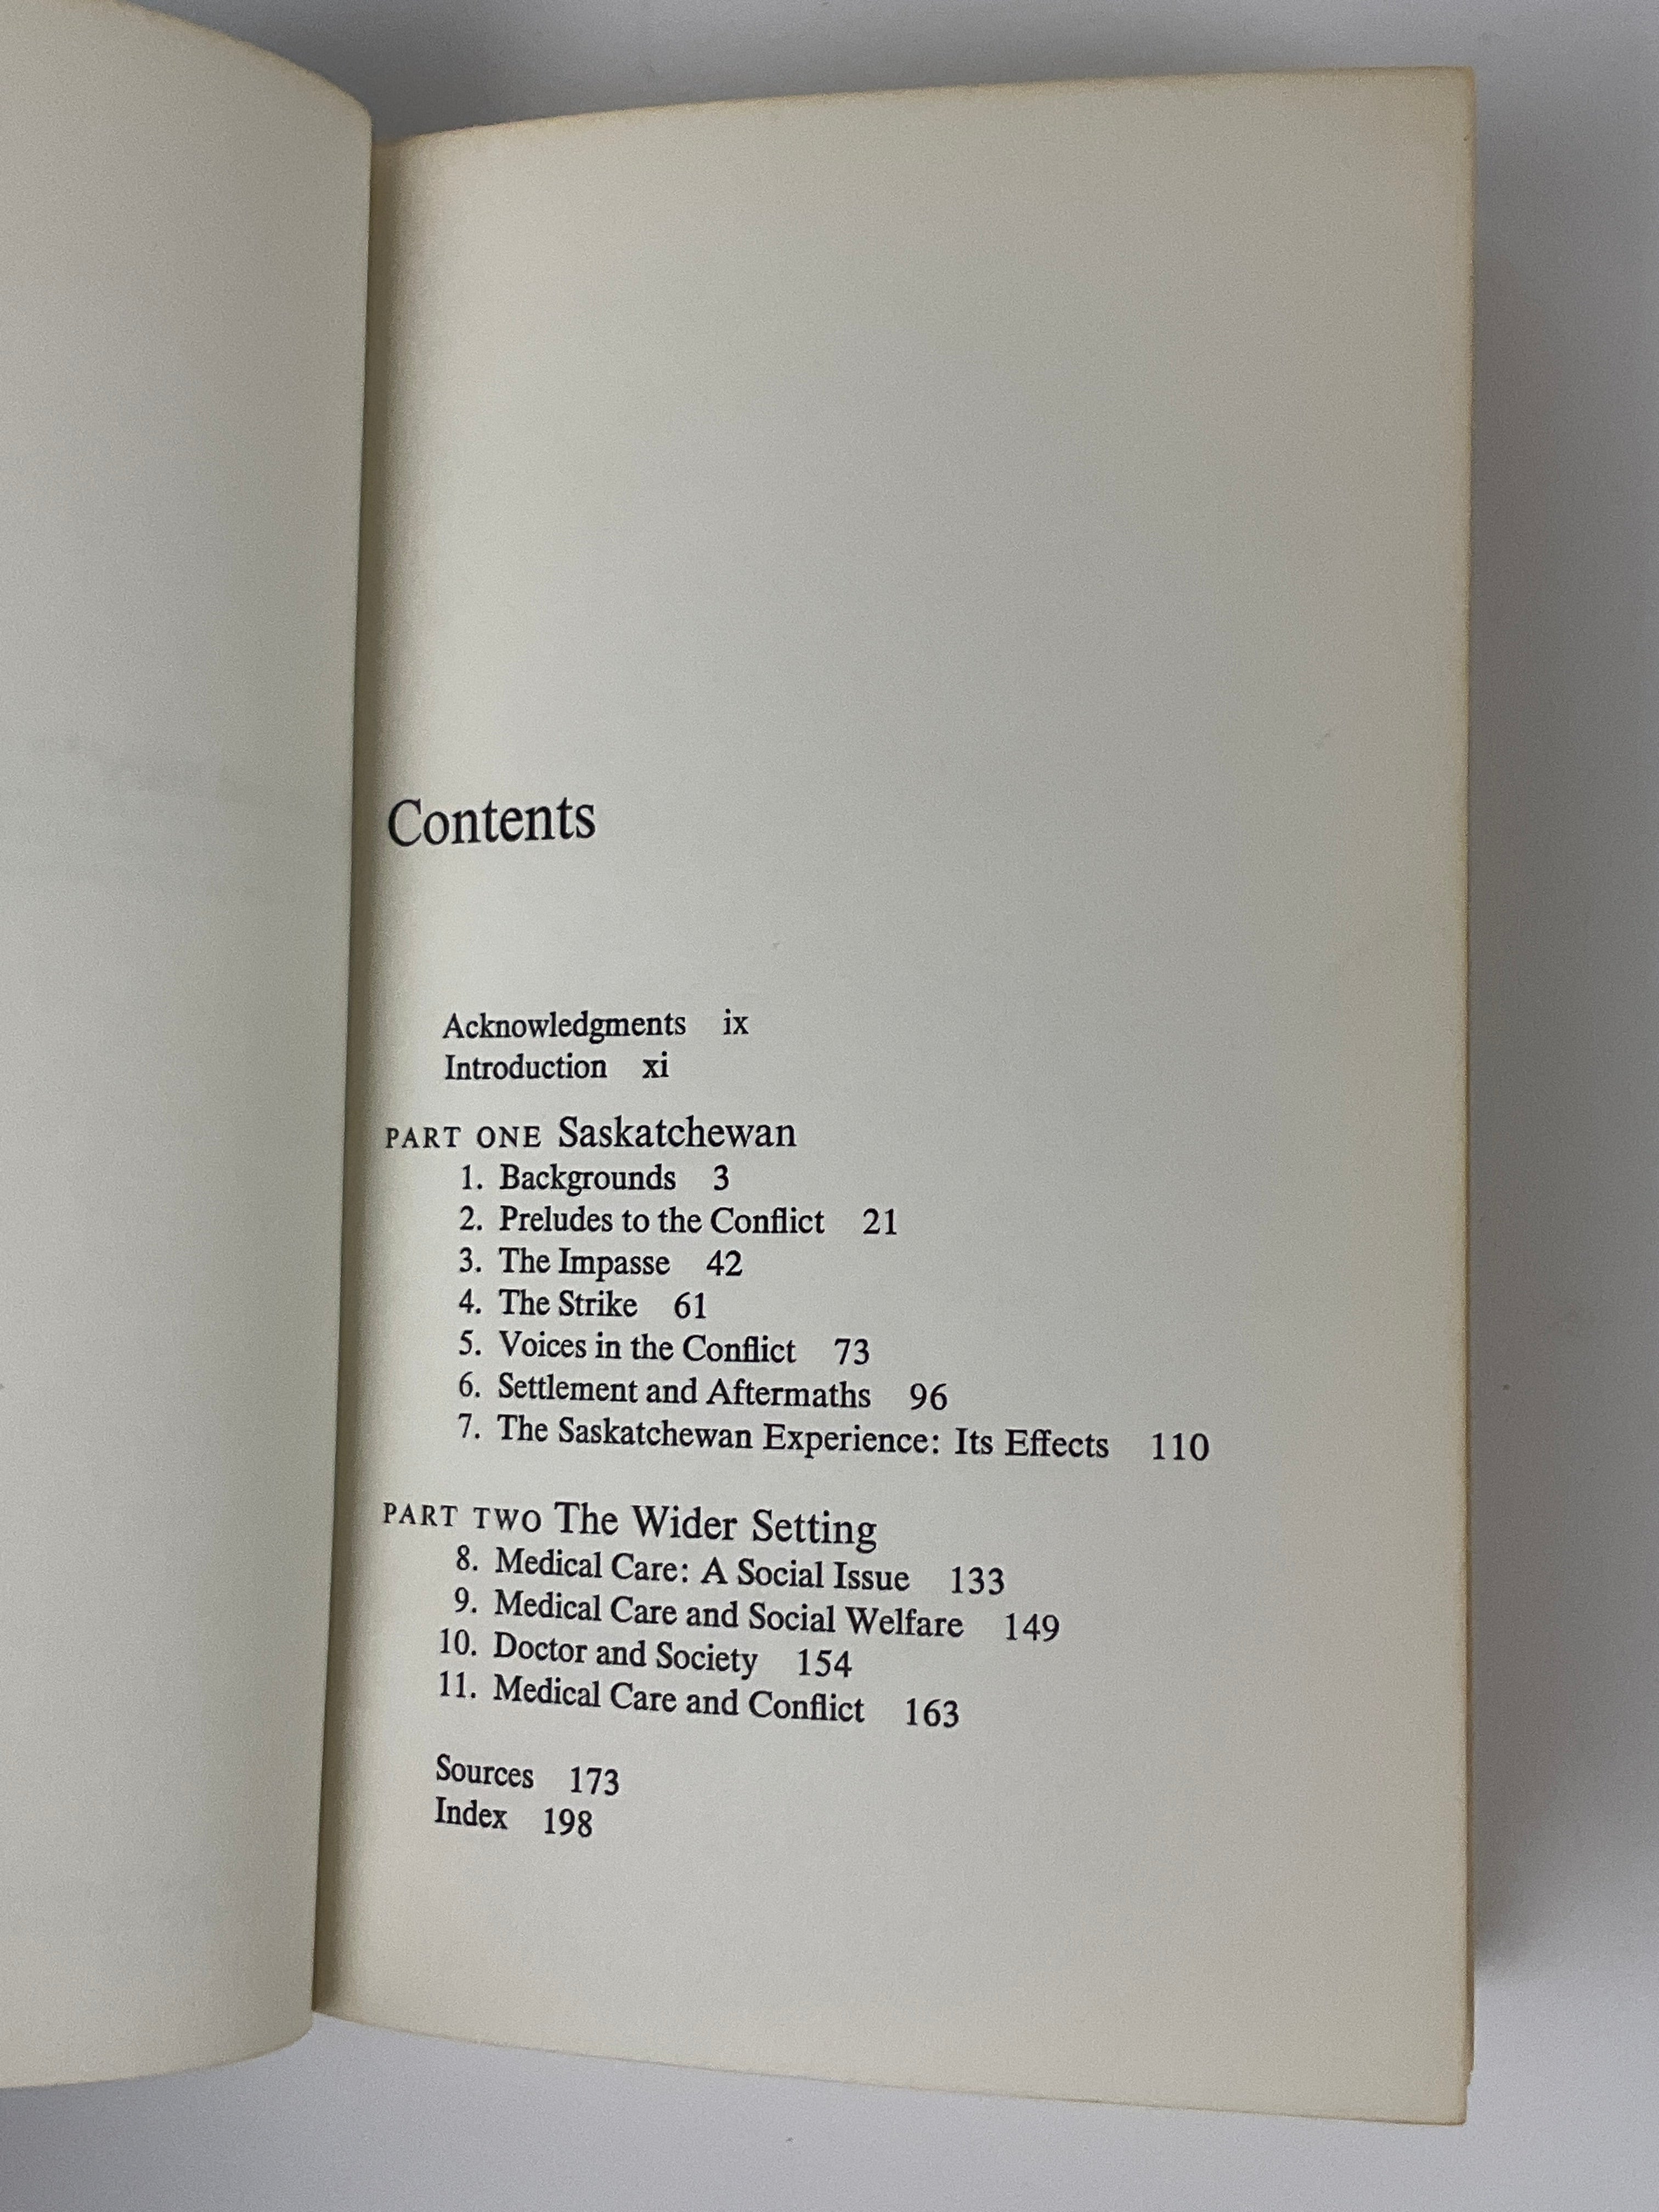 Contents
Acknowledgments ix
Introduction xi
PART ONE Saskatchewan
1. Backgrounds 3
2. Preludes to the Conflict 21
3. The Impasse 42
4. The Strike 61
5. Voices in the Conflict 73
6. Settlement and Aftermaths 96
7. The Saskatchewan Experience: Its Effects 110
PART TWO The Wider Setting
8. Medical Care: A Social Issue 133
9. Medical Care and Social Welfare 149
10. Doctor and Society 154
11. Medical Care and Conflict 163
Sources 173
Index 198